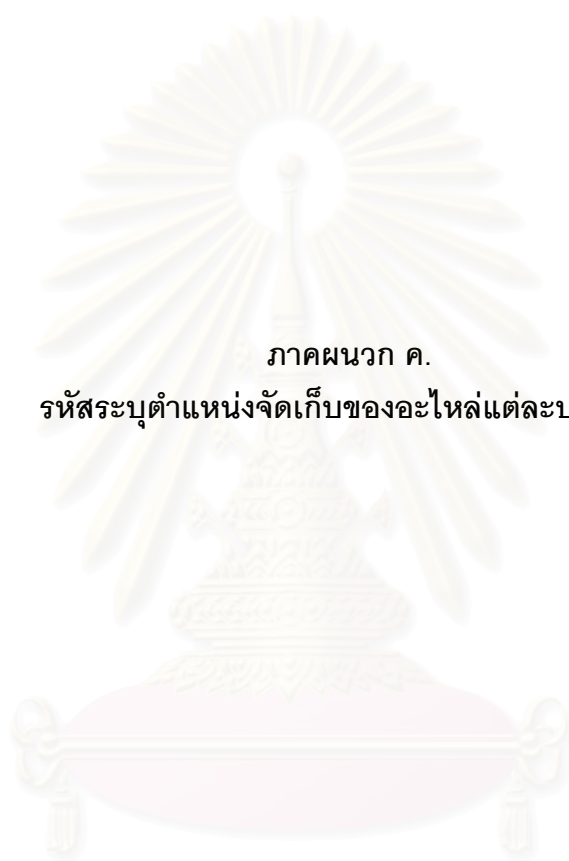 ภาคผนวก ค.
รหัสระบุตำแหน่งจัดเก็บของอะไหล่แต่ละ